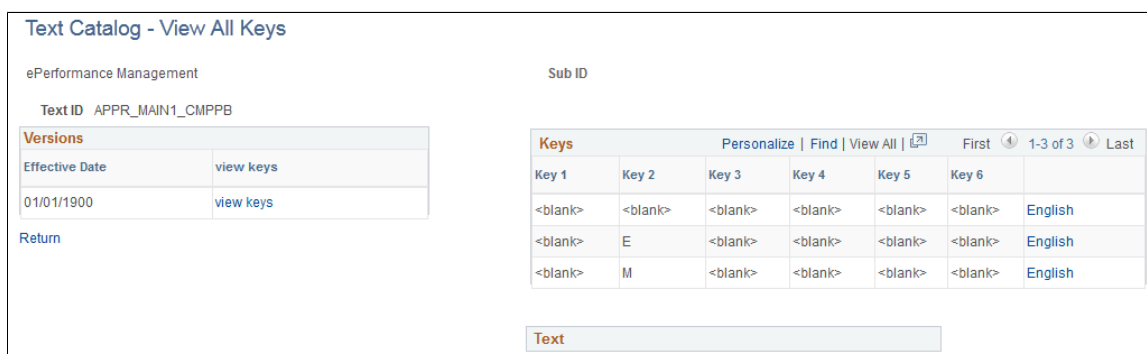 Text Catalog - View All Keys
ePerformance Management
Sub ID
Text ID APPR_MAIN1_CMPPB
Versions
Effective Date view keys
01/01/1900 view keys
Return
Keys Personalize | Find | View All | First 1-3 of 3 Last
Key 1 Key 2 Key 3 Key 4 Key 5 Key 6
<blank> <blank> <blank> <blank> <blank> <blank> English
<blank> E <blank> <blank> <blank> <blank> English
<blank> M <blank> <blank> <blank> <blank> English
Text